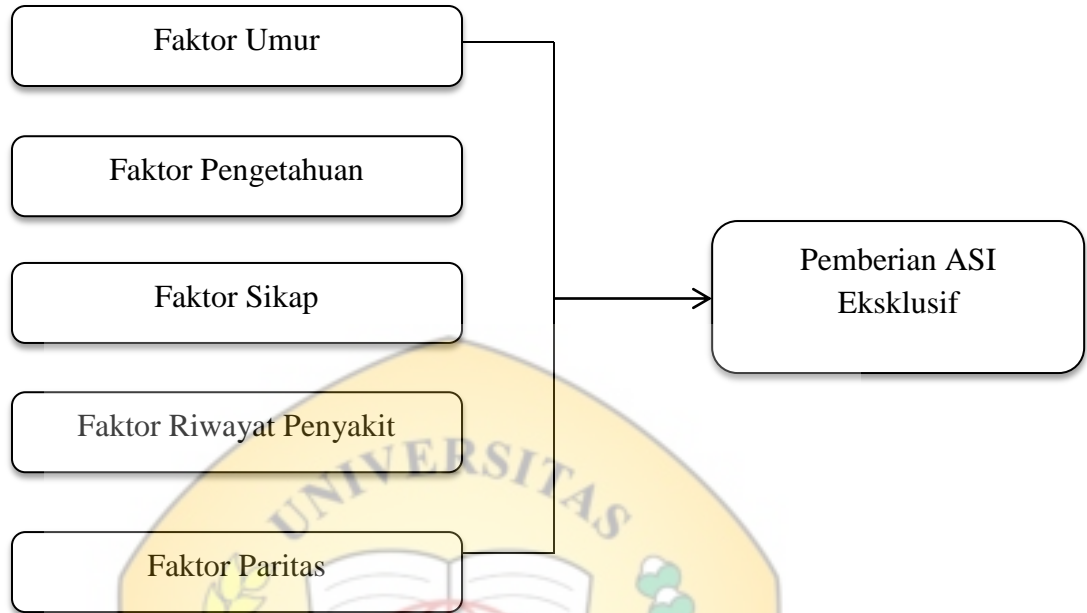 Faktor Umur
Faktor Pengetahuan
Faktor Sikap
Faktor Riwayat Penyakit
Faktor Paritas
Pemberian ASI
Eksklusif
UNIVERSITAS